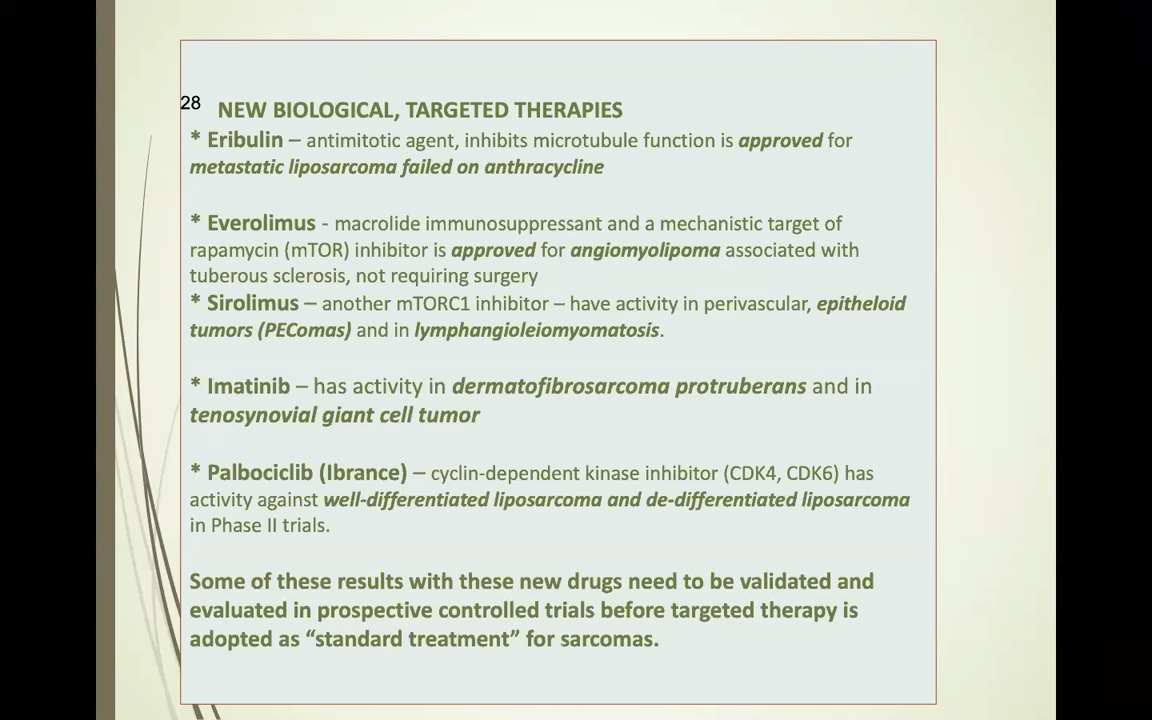 28
NEW BIOLOGICAL, TARGETED THERAPIES
* Eribulin – antimitotic agent, inhibits microtubule function is approved for
metastatic liposarcoma failed on anthracycline
* Everolimus - macrolide immunosuppressant and a mechanistic target of
rapamycin (mTOR) inhibitor is approved for angiomyolipoma associated with
tuberous sclerosis, not requiring surgery
* Sirolimus – another mTORC1 inhibitor – have activity in perivascular, epitheloid
tumors (PEComas) and in lymphangioleiomyomatosis.
* Imatinib – has activity in dermatofibrosarcoma protruberans and in
tenosynovial giant cell tumor
* Palbociclib (Ibrance) – cyclin-dependent kinase inhibitor (CDK4, CDK6) has
activity against well-differentiated liposarcoma and de-differentiated liposarcoma
in Phase II trials.
Some of these results with these new drugs need to be validated and
evaluated in prospective controlled trials before targeted therapy is
adopted as “standard treatment” for sarcomas.